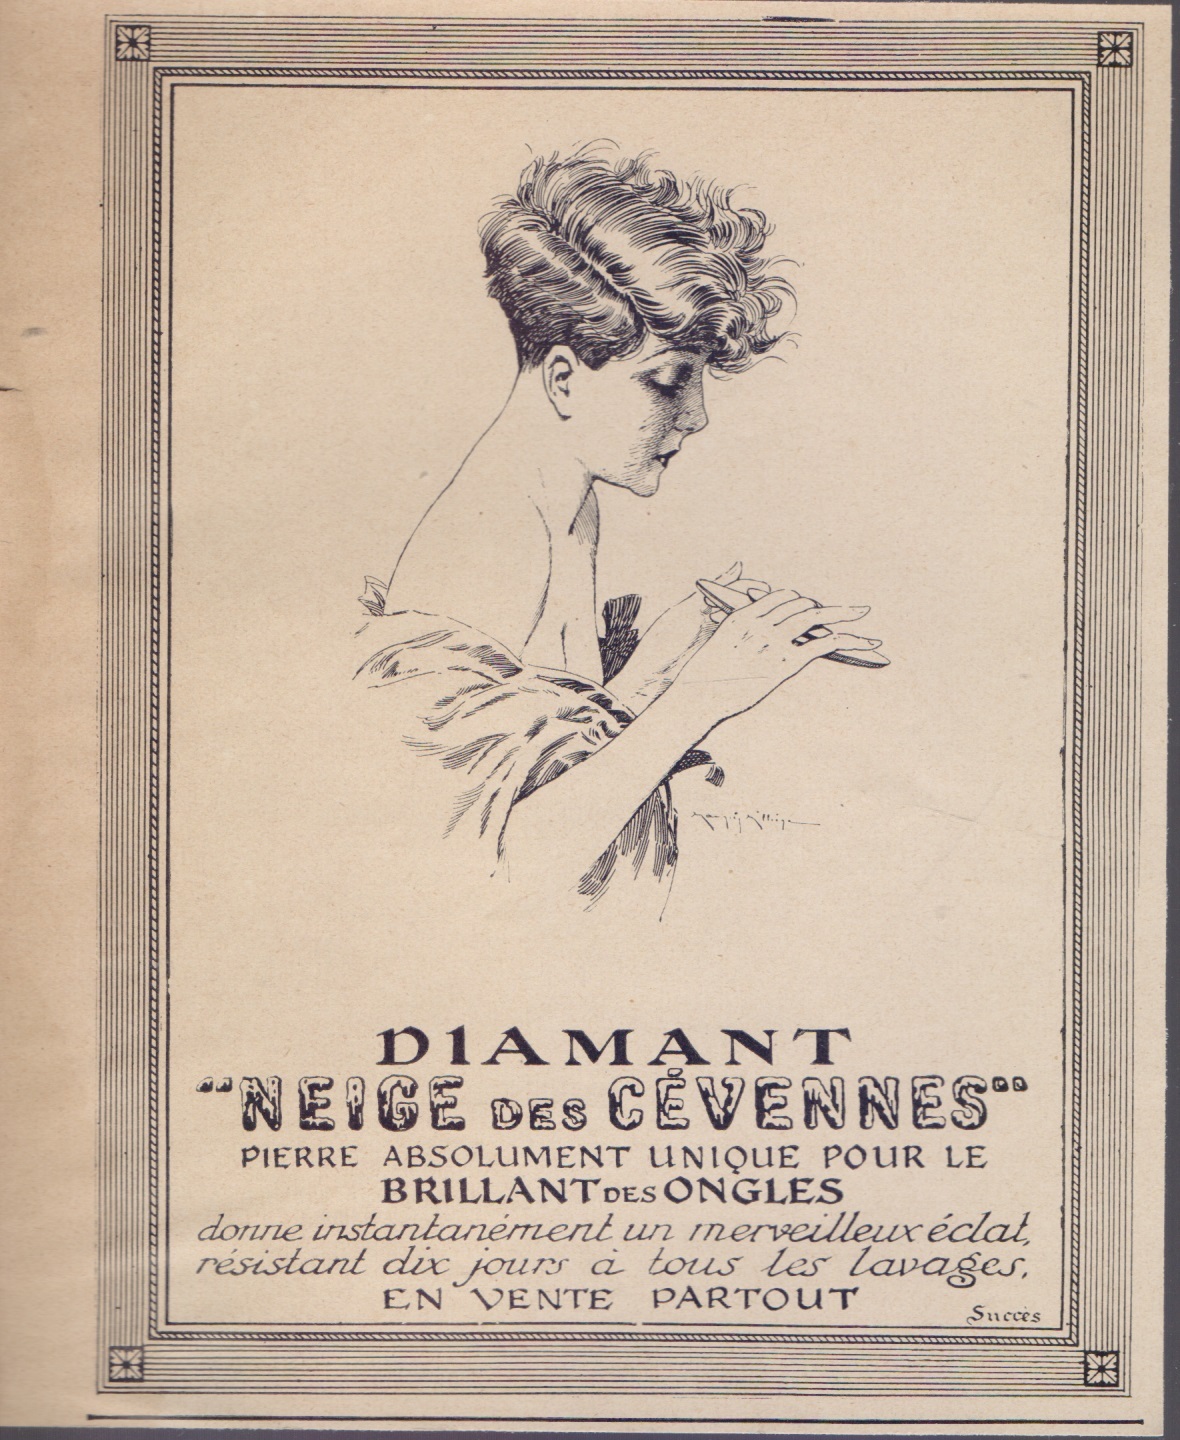 DIAMANT
"NEIGE DES CÉVENNES"
PIERRE ABSOLUMENT UNIQUE POUR LE
BRILLANT DES ONGLES
donne instantanément un merveilleux éclat,
résistant dix jours à tous les lavages.
EN VENTE PARTOUT
Succès